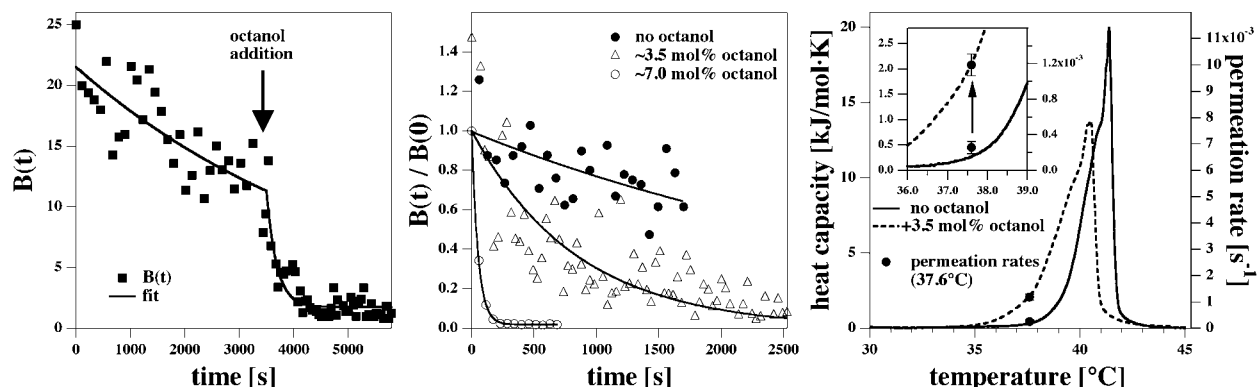 octanol
addition
B(t)
25
20
15
10
5
0
B(t)
fit
0
1000
2000
3000
4000
5000
time [s]
B(t) / B(0)
1.4
1.2
1.0
0.8
0.6
0.4
0.2
0.0
no octanol
~3.5 mol% octanol
~7.0 mol% octanol
0
500
1000
1500
2000
2500
time [s]
heat capacity [kJ/mol·K]
20
15
10
5
0
2.5
2.0
1.5
1.0
0.5
0.0
1.2x10-3
0.8
0.4
0
36.0
37.0
38.0
39.0
no octanol
+3.5 mol% octanol
permeation rates
(37.6°C)
11x10-3
10
9
8
7
6
5
4
3
2
1
0
permeation rate [s-1]
30
35
40
45
temperature [°C]